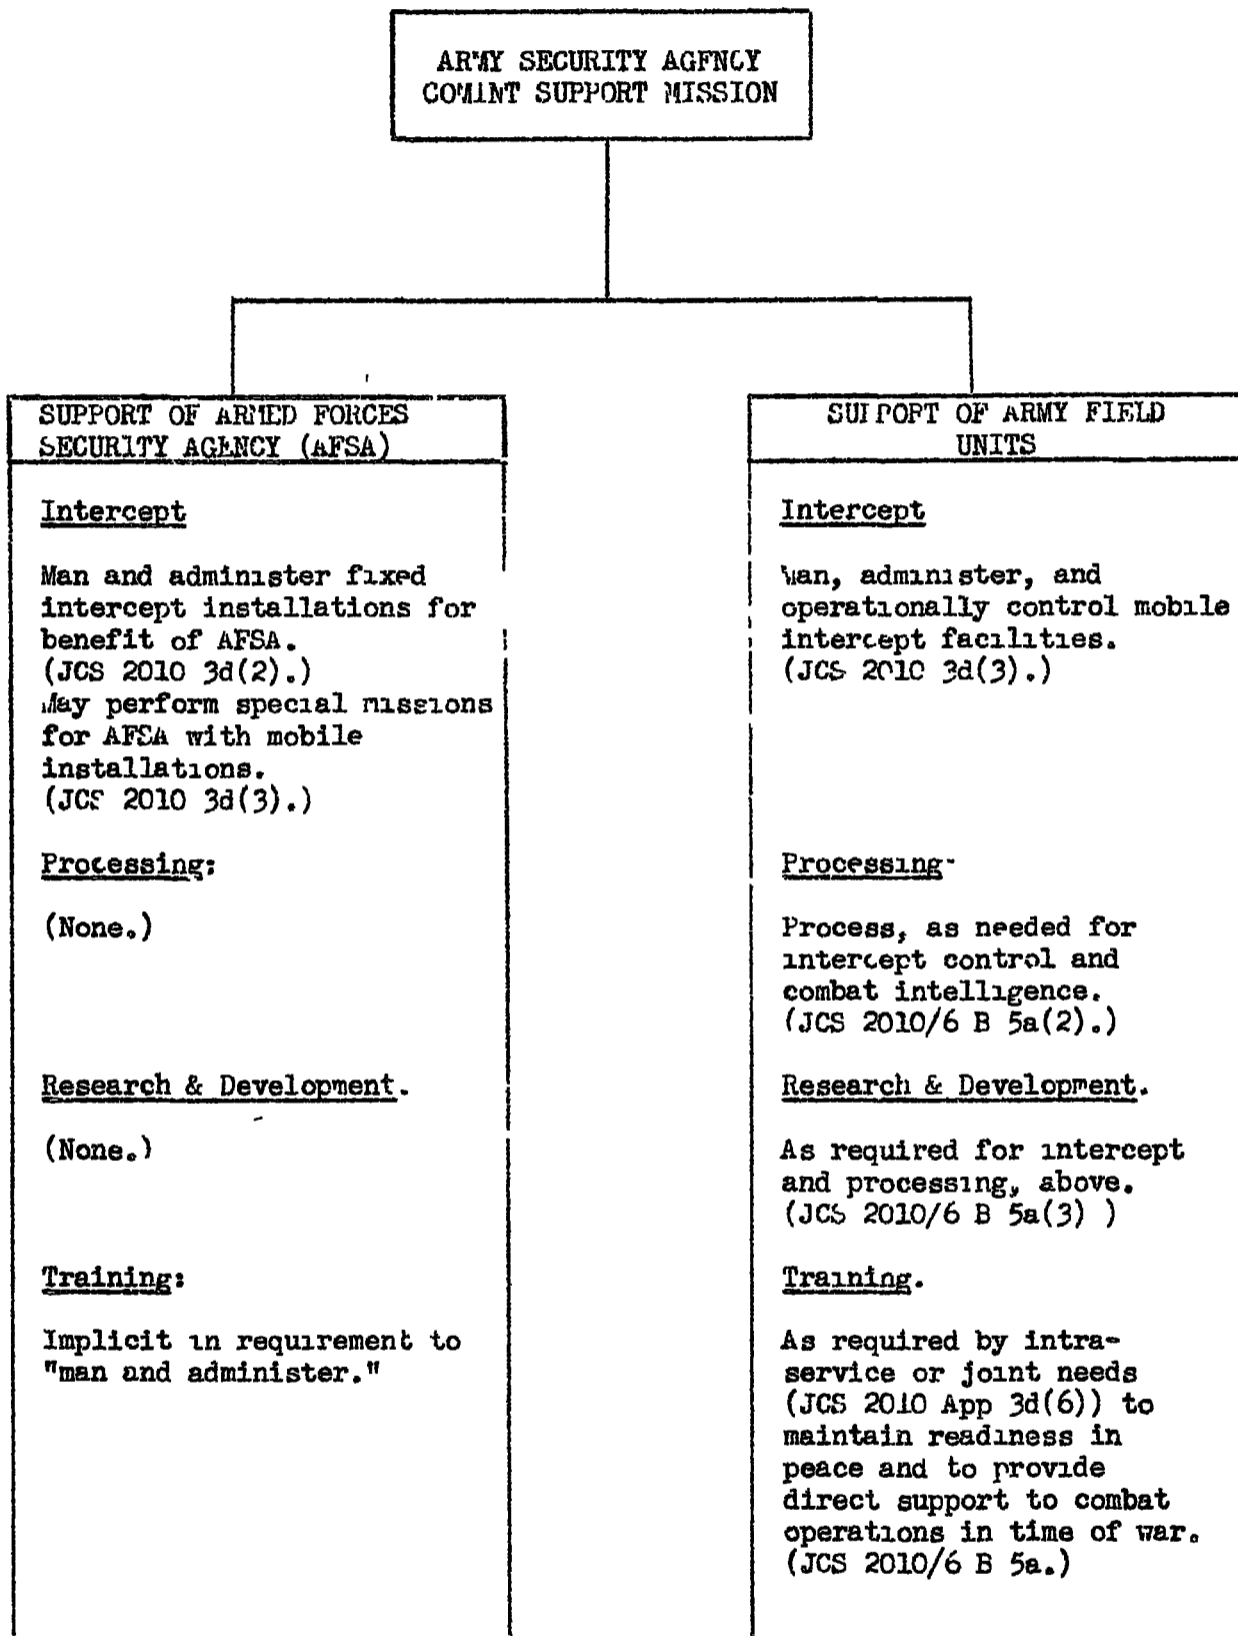 ARMY SECURITY AGENCY
COMINT SUPPORT MISSION
SUPPORT OF ARMED FORCES
SECURITY AGENCY (AFSA)
Intercept
Man and administer fixed
intercept installations for
benefit of AFSA.
(JCS 2010 3d(2).)
May perform special missions
for AFSA with mobile
installations.
(JCS 2010 3d(3).)
Processing:
(None.)
Research & Development.
(None.)
Training:
Implicit in requirement to
"man and administer."
SUPPORT OF ARMY FIELD
UNITS
Intercept
Man, administer, and
operationally control mobile
intercept facilities.
(JCS 2010 3d(3).)
Processing-
Process, as needed for
intercept control and
combat intelligence.
(JCS 2010/6 B 5a(2).)
Research & Development.
As required for intercept
and processing, above.
(JCS 2010/6 B 5a(3) )
Training.
As required by intra-
service or joint needs
(JCS 2010 App 3d(6)) to
maintain readiness in
peace and to provide
direct support to combat
operations in time of war.
(JCS 2010/6 B 5a.)